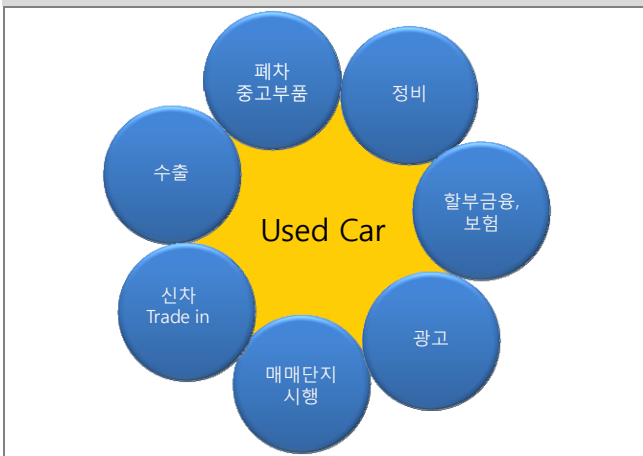 폐차
중고부품
정비
수출
할부금융,
보험
Used Car
신차
Trade in
광고
매매단지
시행